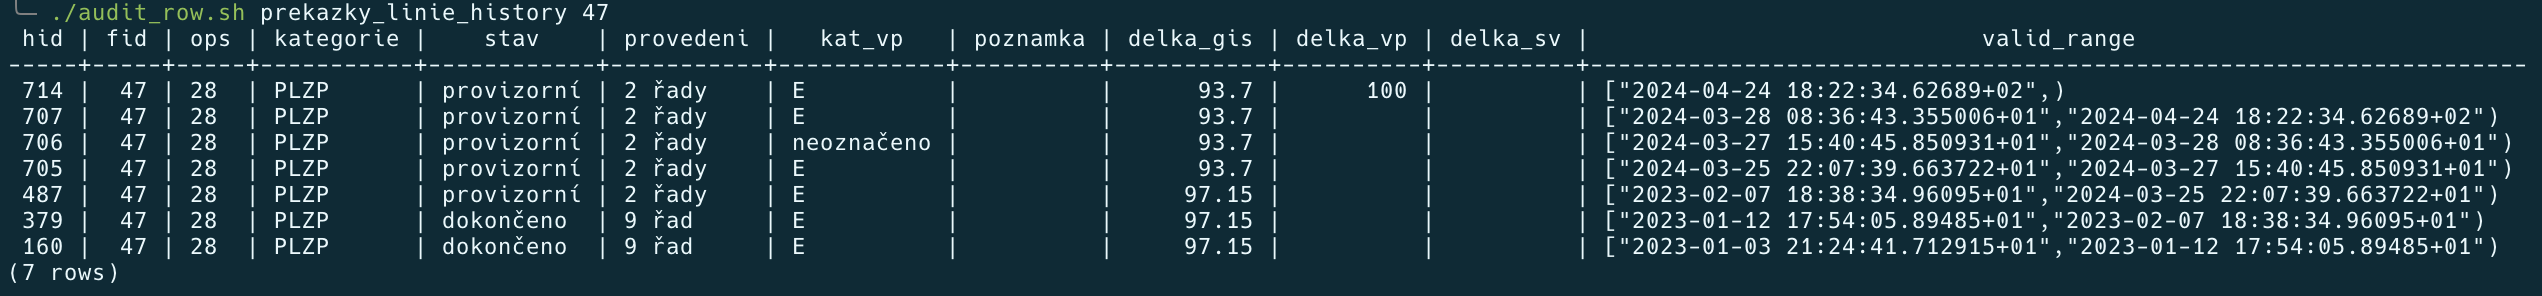 ./audit_row.sh prekazky_linie_history 47
 hid | fid | ops | kategorie |    stav    | provedeni |   kat_vp   | poznamka | delka_gis | delka_vp | delka_sv |                            valid_range
-----+-----+-----+-----------+------------+-----------+------------+----------+-----------+----------+----------+-------------------------------------------------------------------
 714 |  47 | 28  | PLZP      | provizorní | 2 řady    | E          |          |      93.7 |      100 |          | ["2024-04-24 18:22:34.62689+02",)
 707 |  47 | 28  | PLZP      | provizorní | 2 řady    | E          |          |      93.7 |          |          | ["2024-03-28 08:36:43.355006+01","2024-04-24 18:22:34.62689+02")
 706 |  47 | 28  | PLZP      | provizorní | 2 řady    | neoznačeno |          |      93.7 |          |          | ["2024-03-27 15:40:45.850931+01","2024-03-28 08:36:43.355006+01")
 705 |  47 | 28  | PLZP      | provizorní | 2 řady    | E          |          |      93.7 |          |          | ["2024-03-25 22:07:39.663722+01","2024-03-27 15:40:45.850931+01")
 487 |  47 | 28  | PLZP      | provizorní | 2 řady    | E          |          |     97.15 |          |          | ["2023-02-07 18:38:34.96095+01","2024-03-25 22:07:39.663722+01")
 379 |  47 | 28  | PLZP      | dokončeno  | 9 řad     | E          |          |     97.15 |          |          | ["2023-01-12 17:54:05.89485+01","2023-02-07 18:38:34.96095+01")
 160 |  47 | 28  | PLZP      | dokončeno  | 9 řad     | E          |          |     97.15 |          |          | ["2023-01-03 21:24:41.712915+01","2023-01-12 17:54:05.89485+01")
(7 rows)